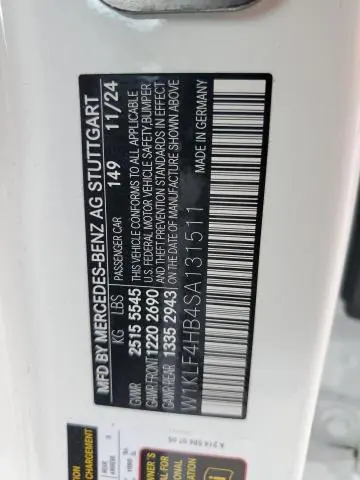 MFD BY MERCEDES-BENZ AG STUTTGART
KG LBS PASSENGER CAR 149 11/24
GVWR 2515 5545 THIS VEHICLE CONFORMS TO ALL APPLICABLE
GAWR FRONT 1220 2690 U.S. FEDERAL MOTOR VEHICLE SAFETY, BUMPER,
GAWR REAR 1335 2943 AND THEFT PREVENTION STANDARDS IN EFFECT
ON THE DATE OF MANUFACTURE SHOWN ABOVE
W1KLF4HB4SA131511 MADE IN GERMANY